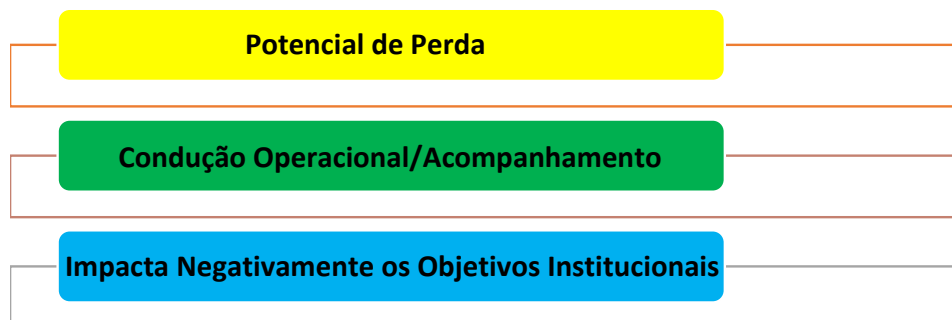 Potencial de Perda
Condução Operacional/Acompanhamento
Impacta Negativamente os Objetivos Institucionais